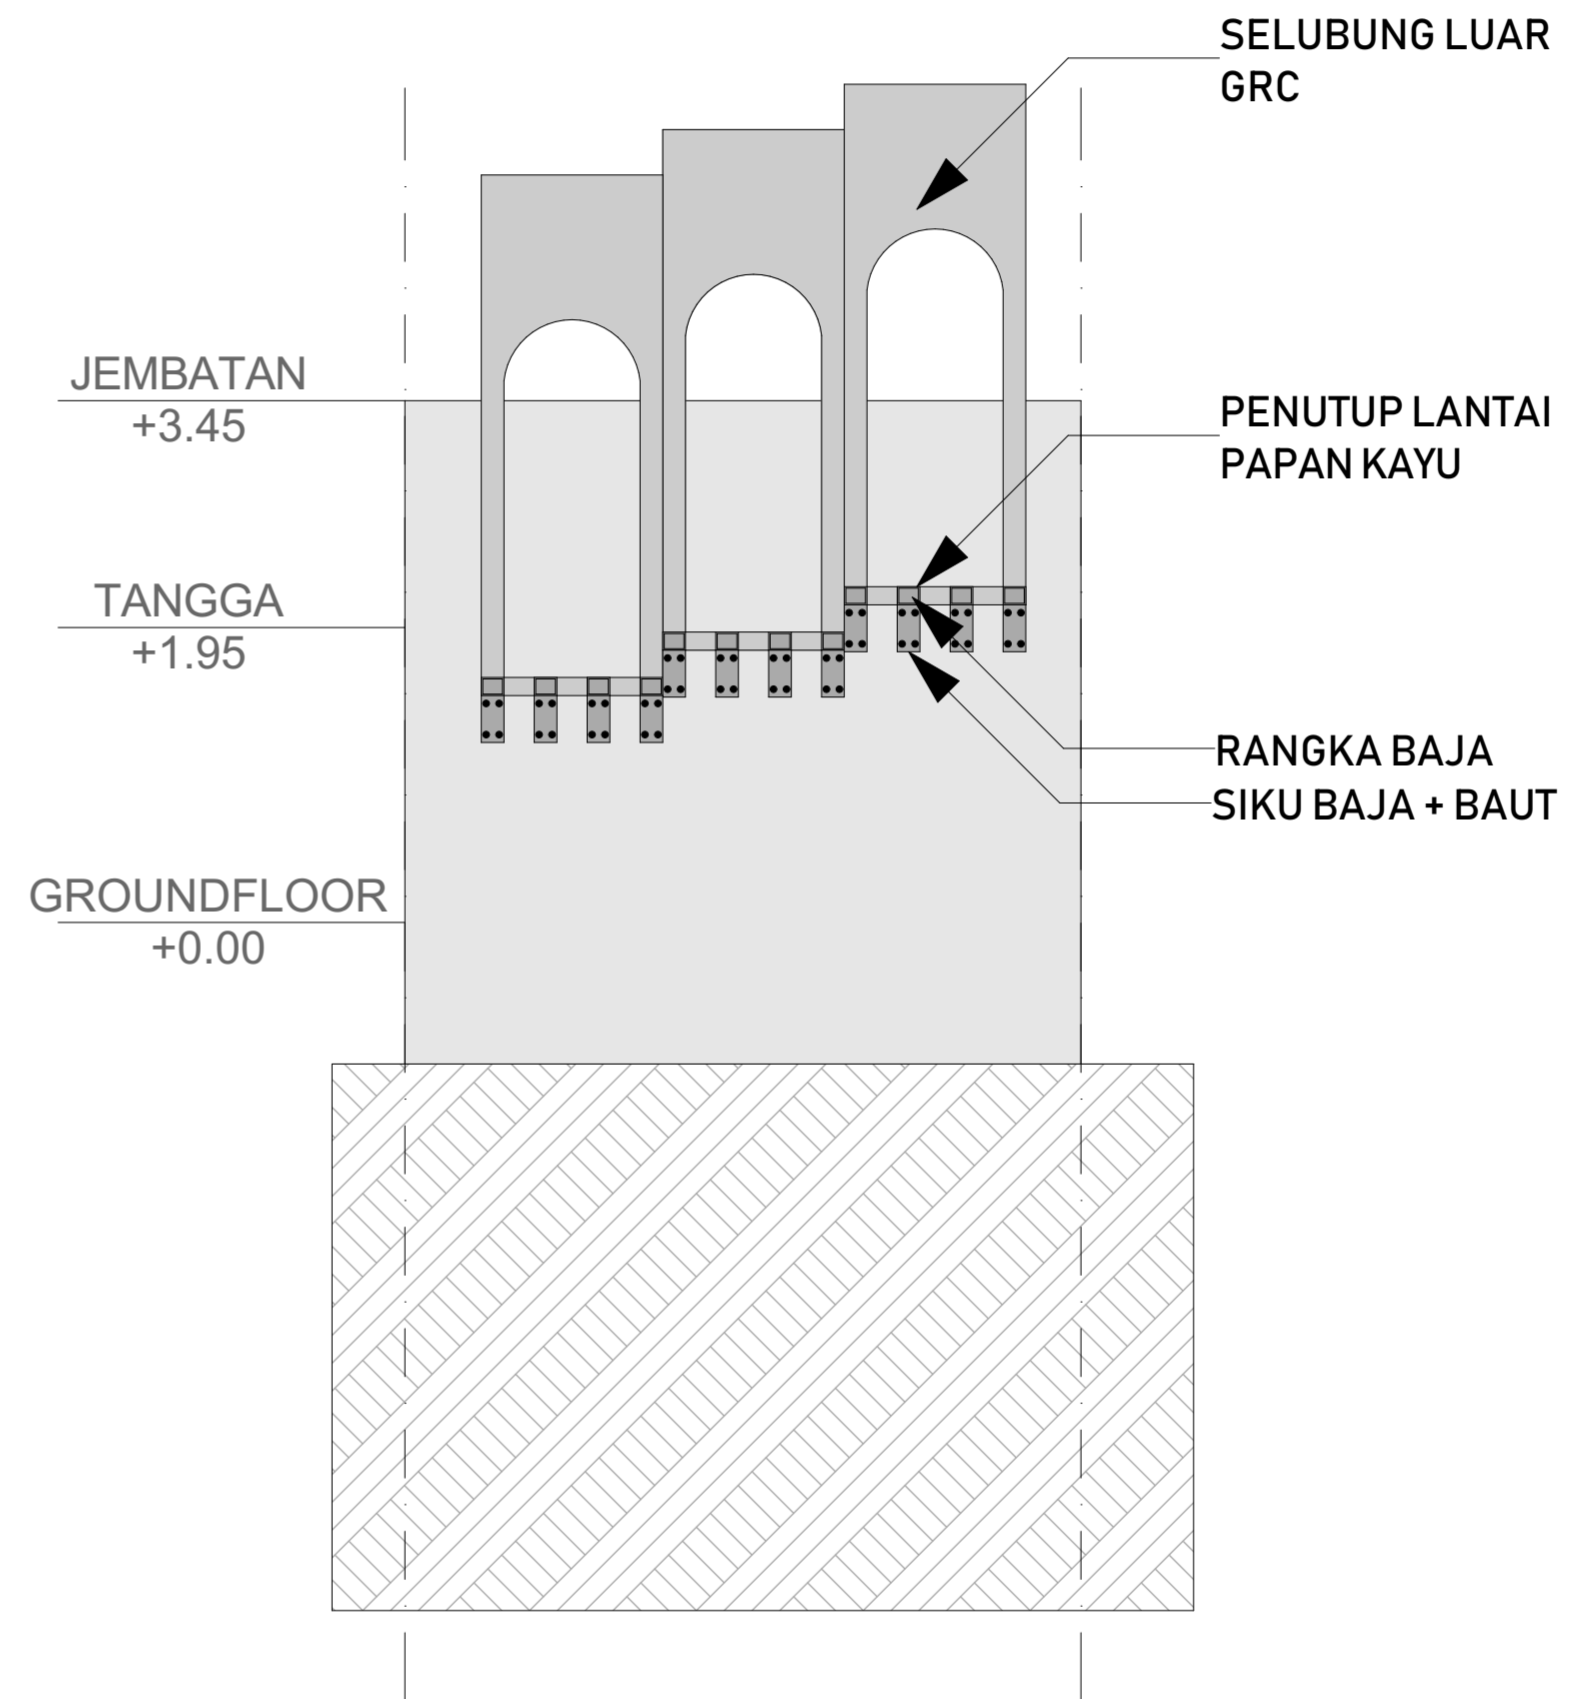 SELUBUNG LUAR
GRC
JEMBATAN
+3.45
PENUTUP LANTAI
PAPAN KAYU
TANGGA
+1.95
RANGKA BAJA
SIKU BAJA + BAUT
GROUNDFLOOR
+0.00